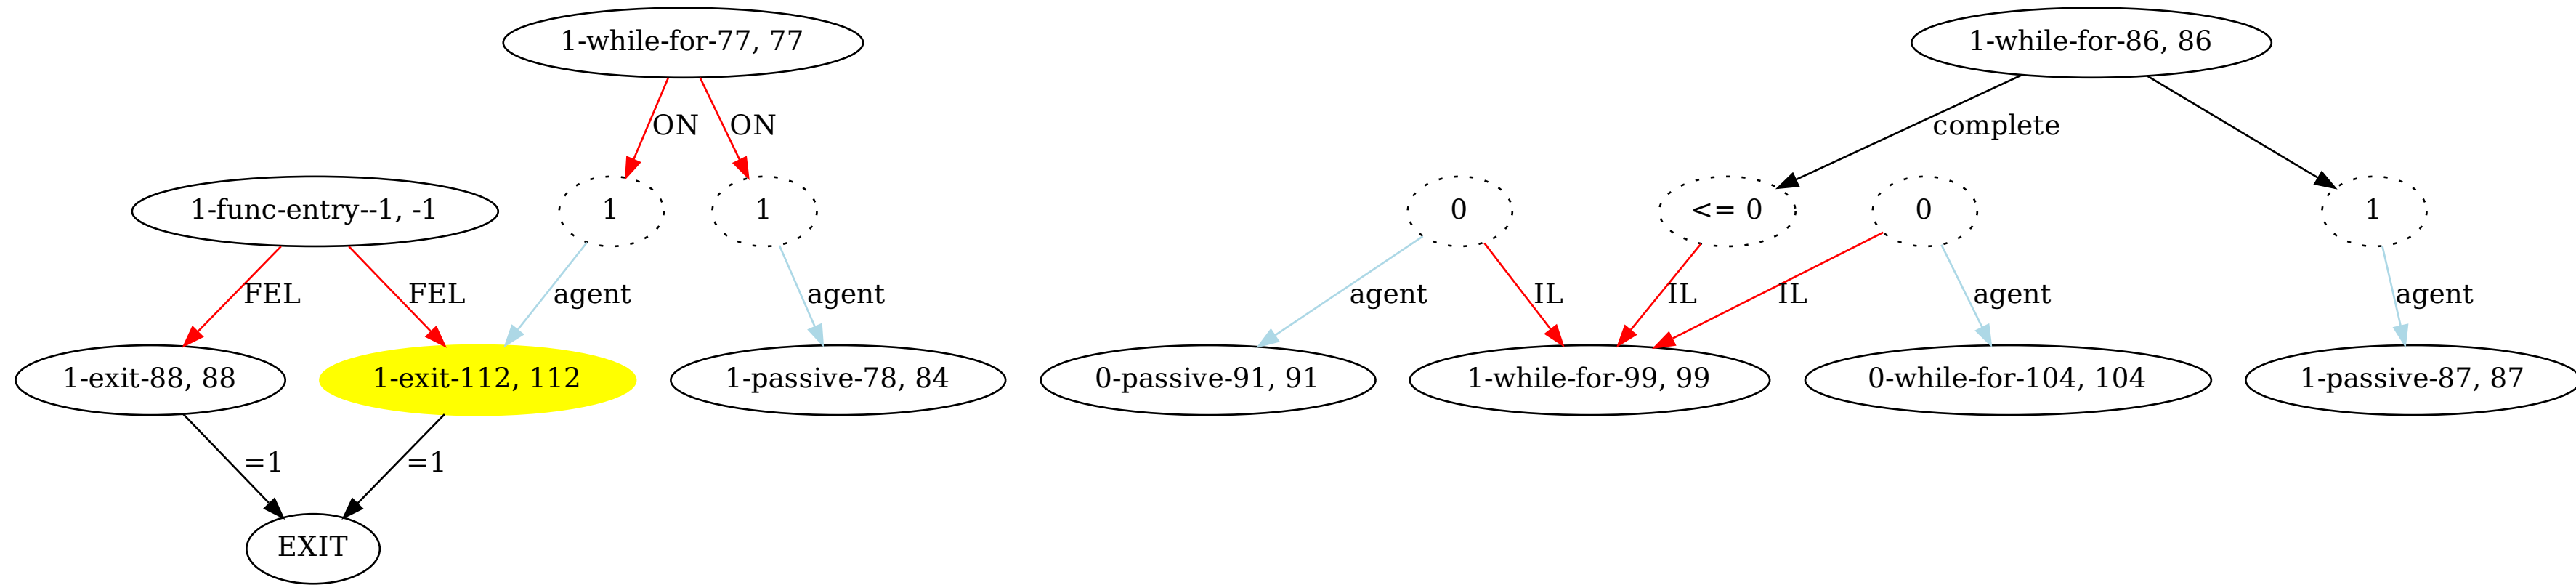 1-while-for-77, 77
1-while-for-86, 86
ON
ON
complete
1-func-entry--1, -1
1
1
0
<= 0
0
1
FEL
FEL
agent
agent
agent
IL
IL
IL
agent
agent
1-exit-88, 88
1-exit-112, 112
1-passive-78, 84
0-passive-91, 91
1-while-for-99, 99
0-while-for-104, 104
1-passive-87, 87
=1
=1
EXIT